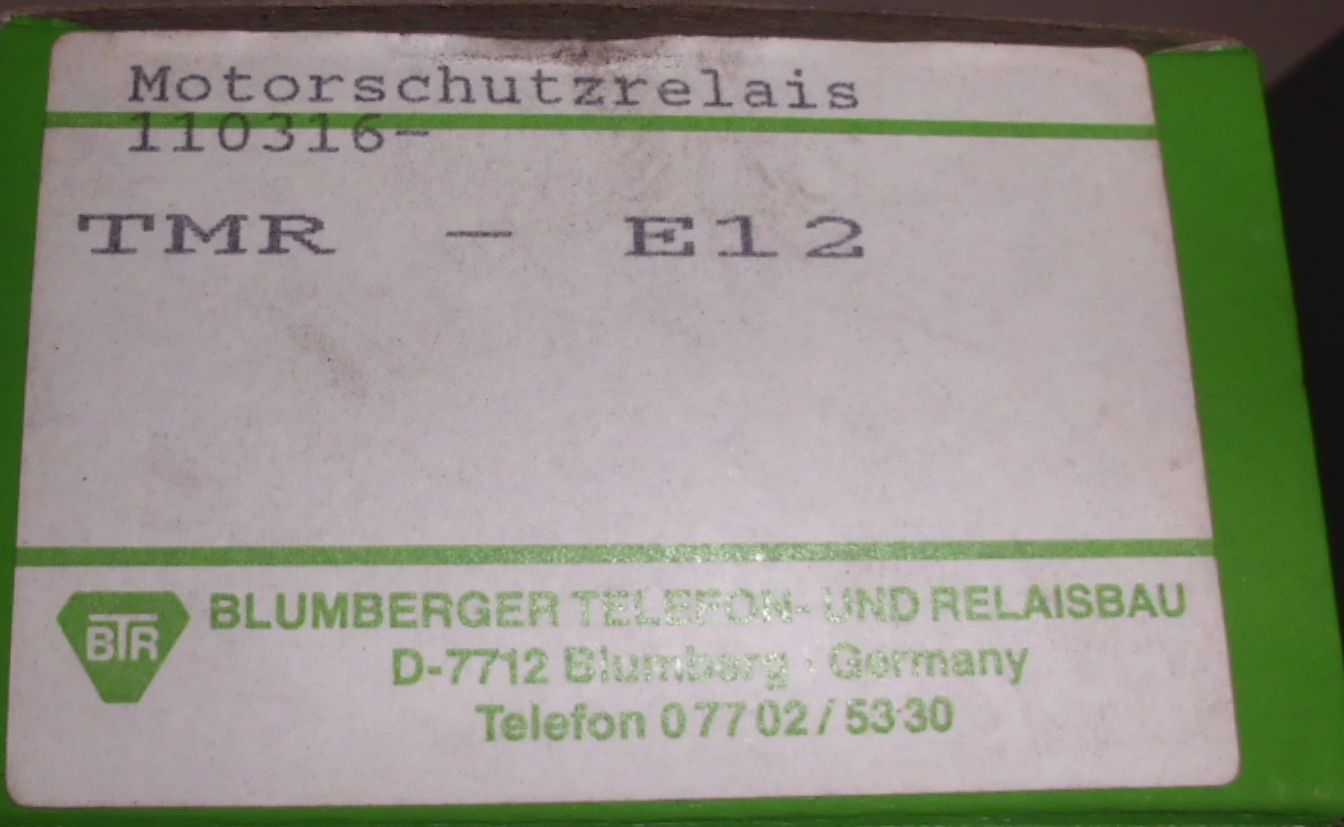 Motorschutzrelais
110316-
TMR - E12
BTR
BLUMBERGER TELEFON- UND RELAISBAU
D-7712 Blumberg · Germany
Telefon 0 77 02 / 53 30